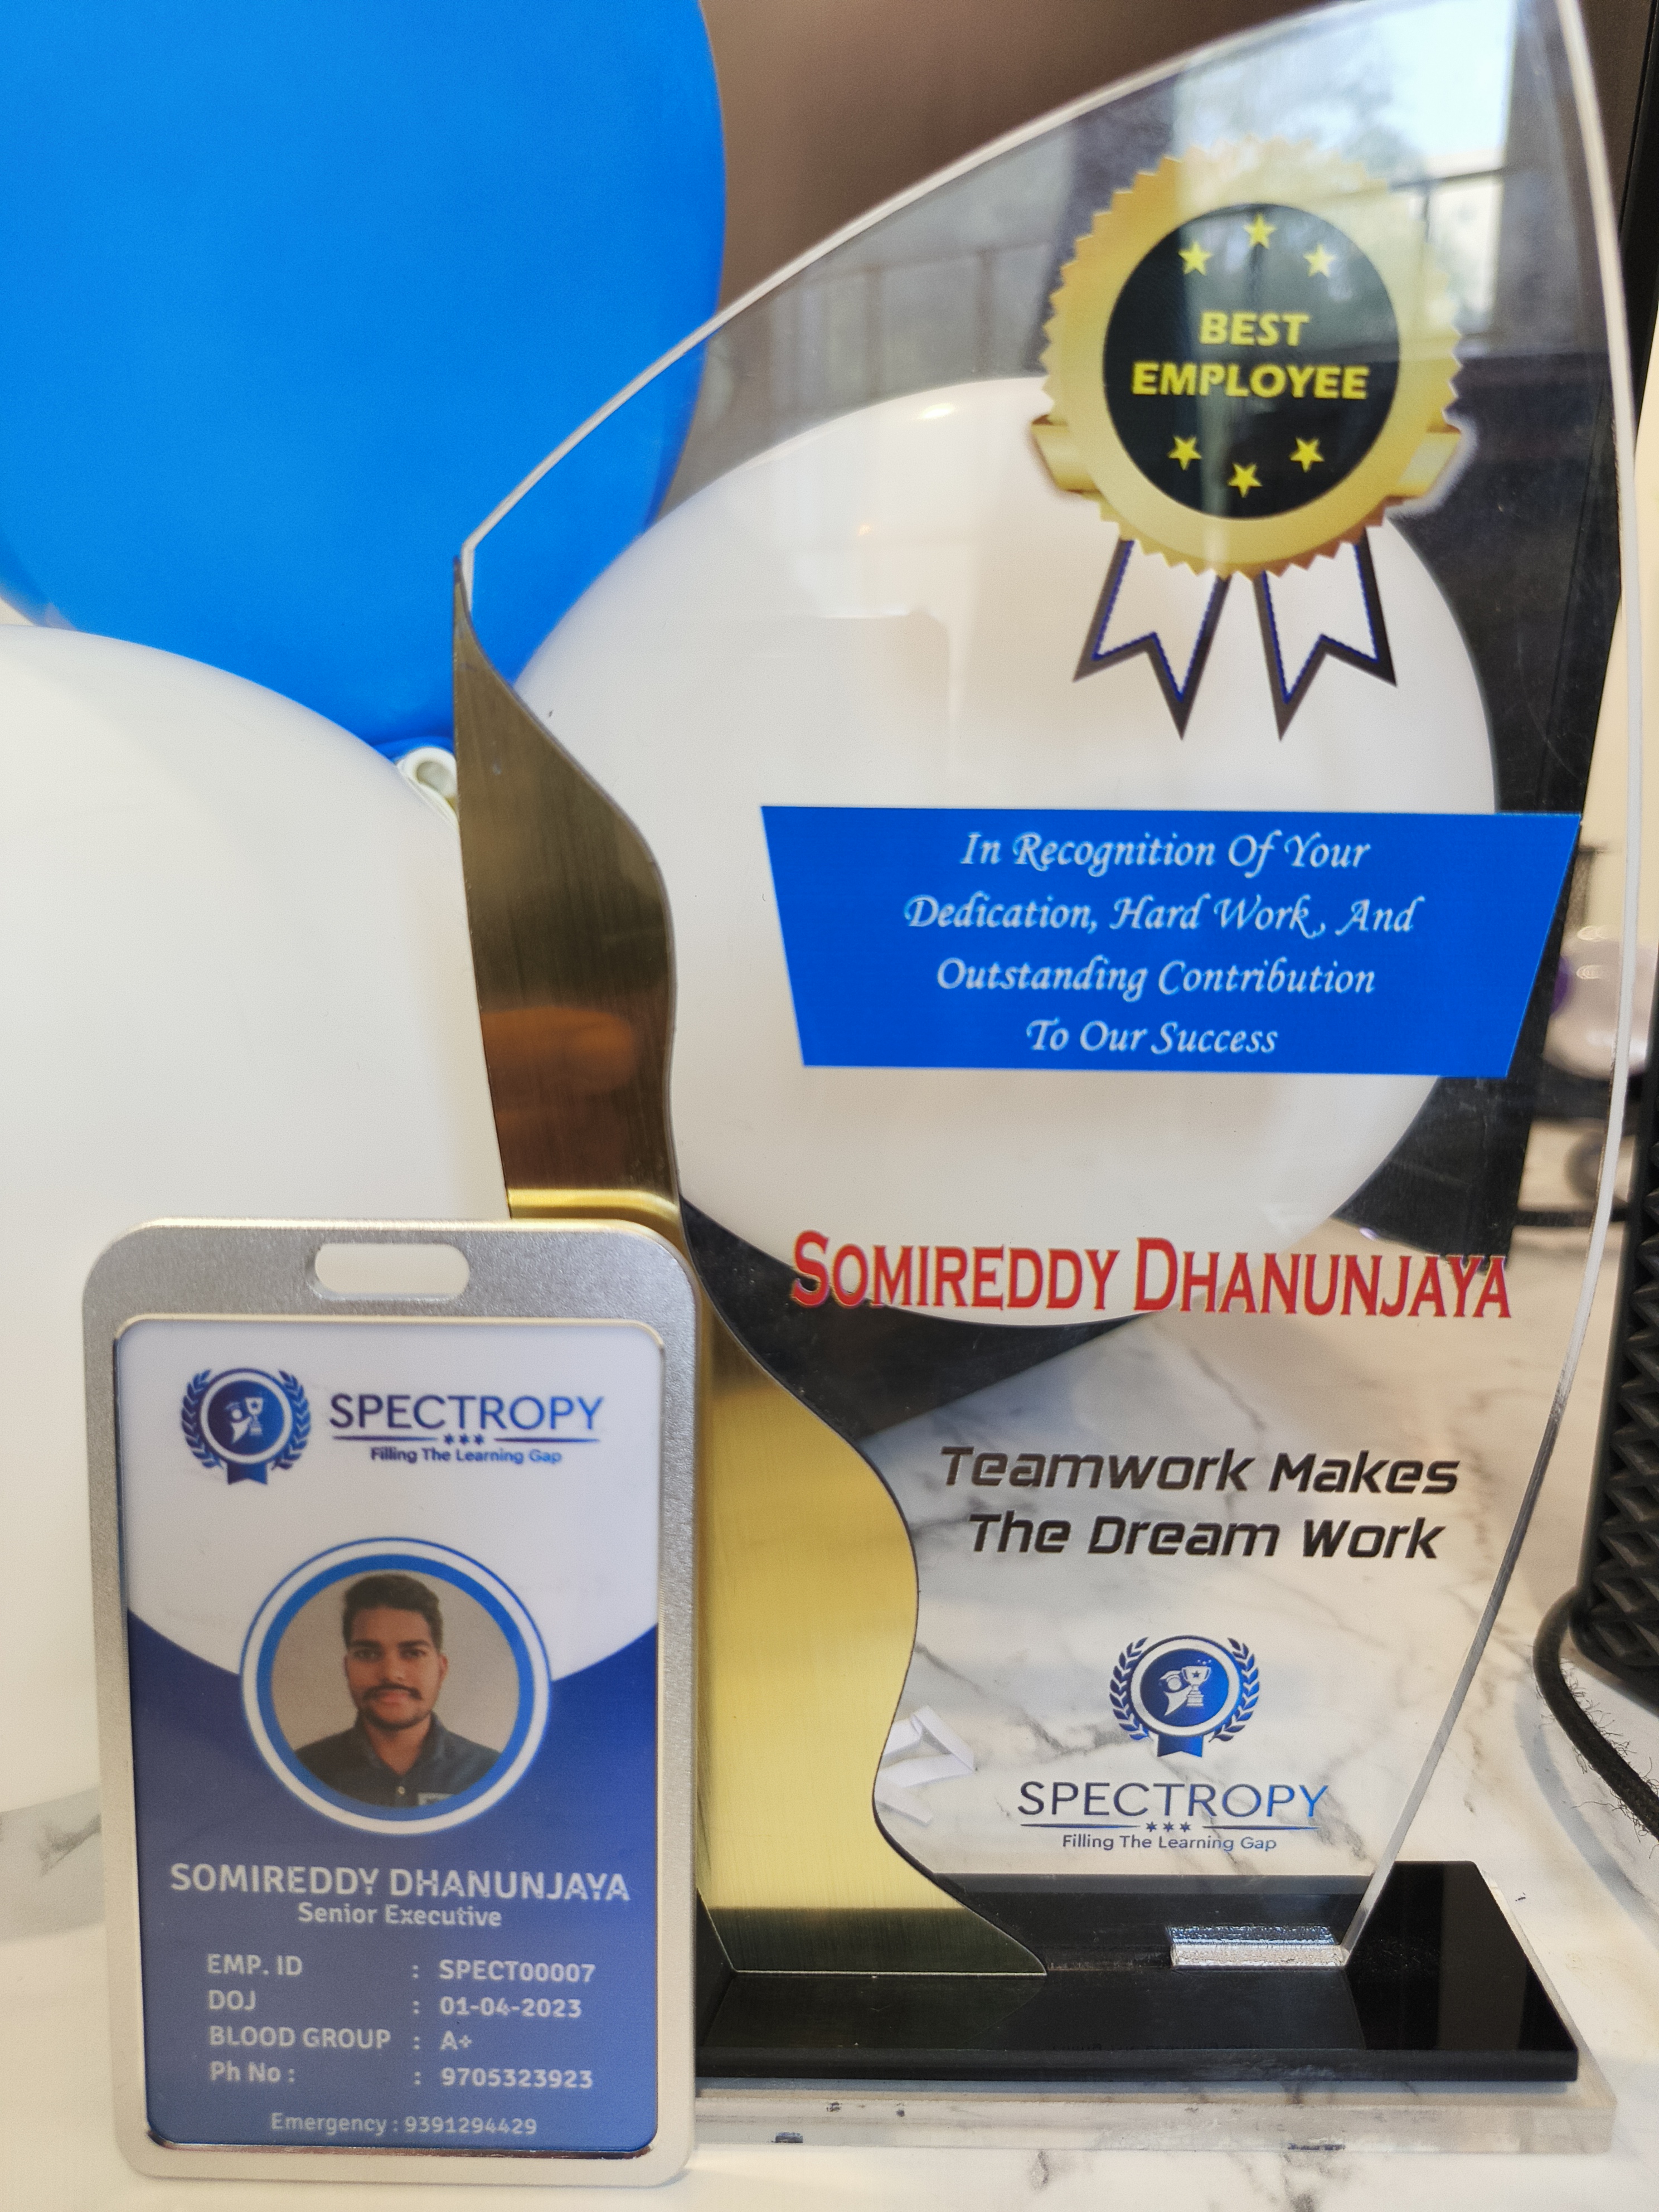 BEST
EMPLOYEE
In Recognition Of Your
Dedication, Hard Work, And
Outstanding Contribution
To Our Success
SOMIREDDY DHANUNJAYA
Teamwork Makes
The Dream Work
SPECTROPY
Filling The Learning Gap
SPECTROPY
Filling The Learning Gap
SOMIREDDY DHANUNJAYA
Senior Executive
EMP. ID : SPECT00007
DOJ : 01-04-2023
BLOOD GROUP : A+
Ph No : : 9705323923
Emergency : 9391294429